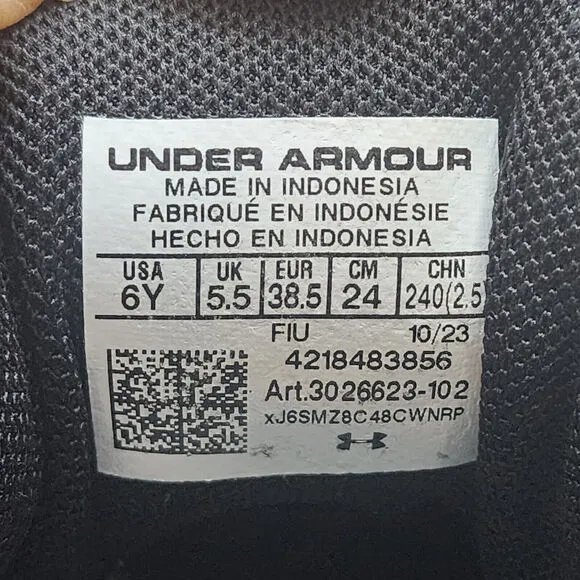 UNDER ARMOUR
MADE IN INDONESIA
FABRIQUÉ EN INDONÉSIE
HECHO EN INDONESIA
USA UK EUR CM CHN
6Y 5.5 38.5 24 240(2.5)
FIU 10/23
4218483856
Art.3026623-102
xJ6SMZ8C48CWNRP